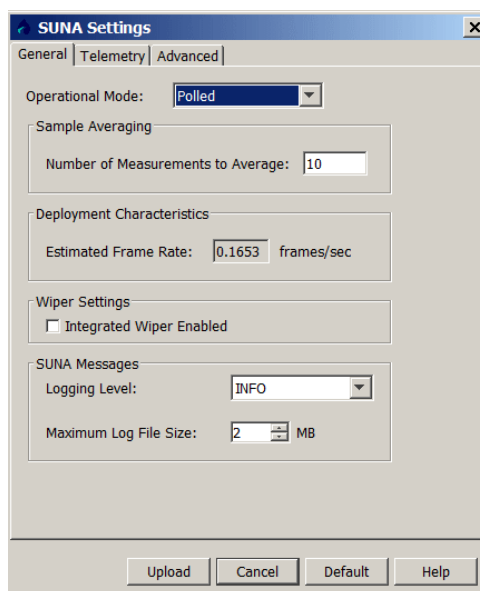 SUNA Settings
General Telemetry Advanced
Operational Mode: Polled
Sample Averaging
Number of Measurements to Average: 10
Deployment Characteristics
Estimated Frame Rate: 0.1653 frames/sec
Wiper Settings
Integrated Wiper Enabled
SUNA Messages
Logging Level: INFO
Maximum Log File Size: 2 MB
Upload Cancel Default Help